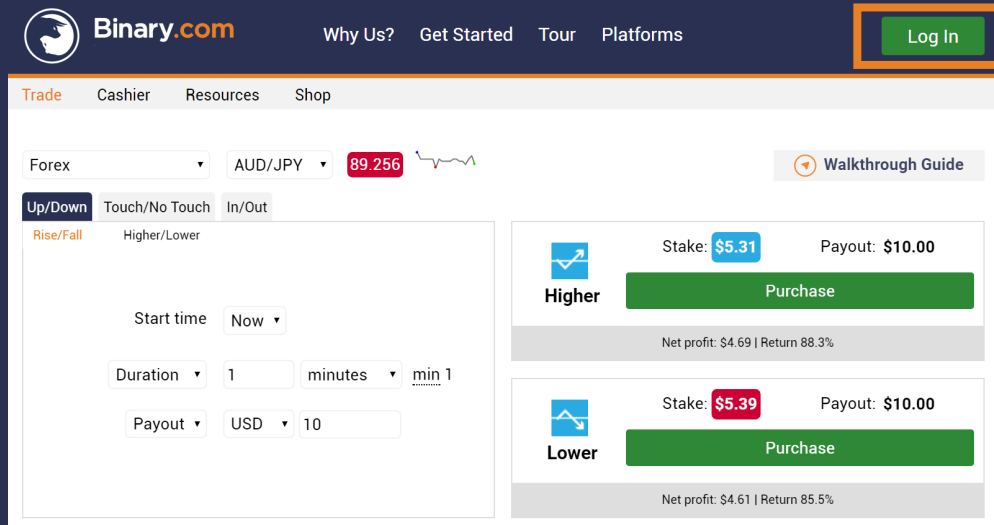 Binary.com
Why Us? Get Started Tour Platforms Log In
Trade Cashier Resources Shop
Forex AUD/JPY 89.256 Walkthrough Guide
Up/Down Touch/No Touch In/Out
Rise/Fall Higher/Lower
Start time Now
Duration 1 minutes min 1
Payout USD 10
Stake: $5.31 Payout: $10.00
Higher Purchase
Net profit: $4.69 | Return 88.3%
Stake: $5.39 Payout: $10.00
Lower Purchase
Net profit: $4.61 | Return 85.5%